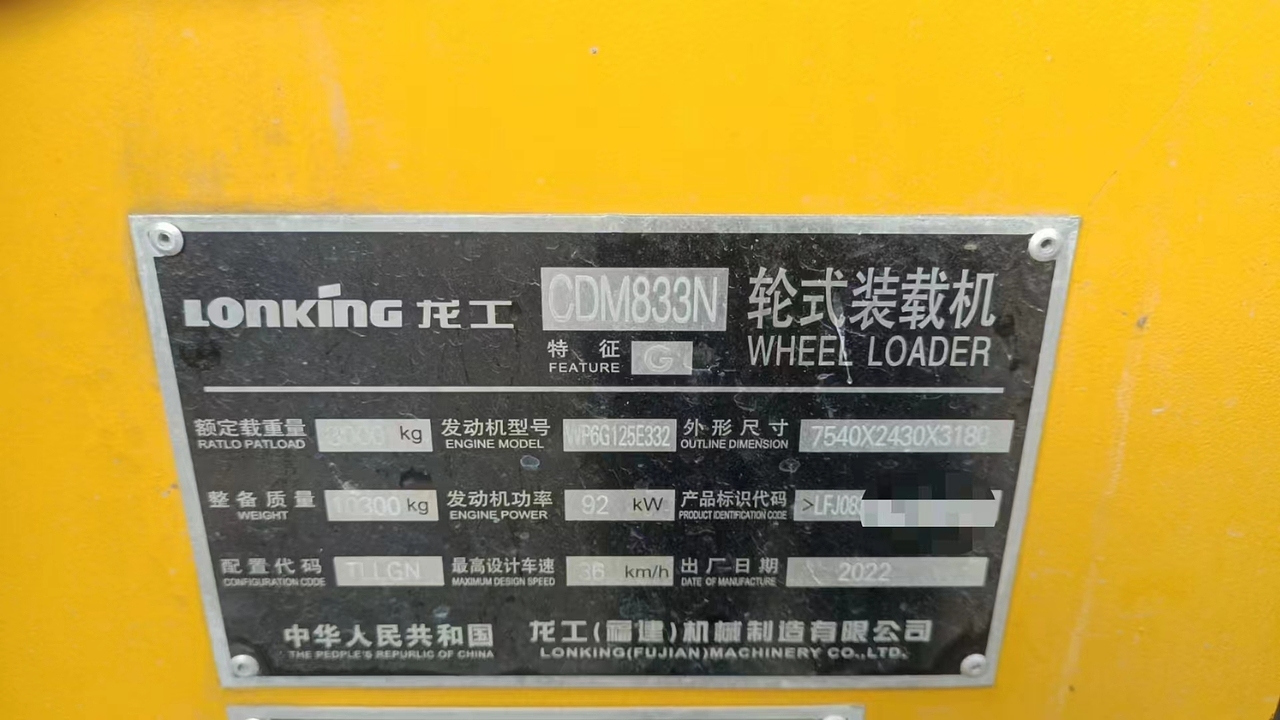 LONKING 龙工 CDM833N 轮式装载机
特 征
FEATURE G WHEEL LOADER
额定载重量 3000 kg 发动机型号 WP6G125E332 外形尺寸 7540X2430X3180
RATLO PATLOAD ENGINE MODEL OUTLINE DIMENSION
整备质量 10300 kg 发动机功率 92 kW 产品标识代码 >LFJ083
WEIGHT ENGINE POWER PRODUCT IDENTIFICATION CODE
配置代码 TLLGN 最高设计车速 36 km/h 出厂日期 2022
CONFIGURATION CODE MAXIMUM DESIGN SPEED DATE OF MANUFACTURE
中华人民共和国 龙工(福建)机械制造有限公司
THE PEOPLE'S REPUBLIC OF CHINA LONKING(FUJIAN)MACHINERY CO.,LTD.